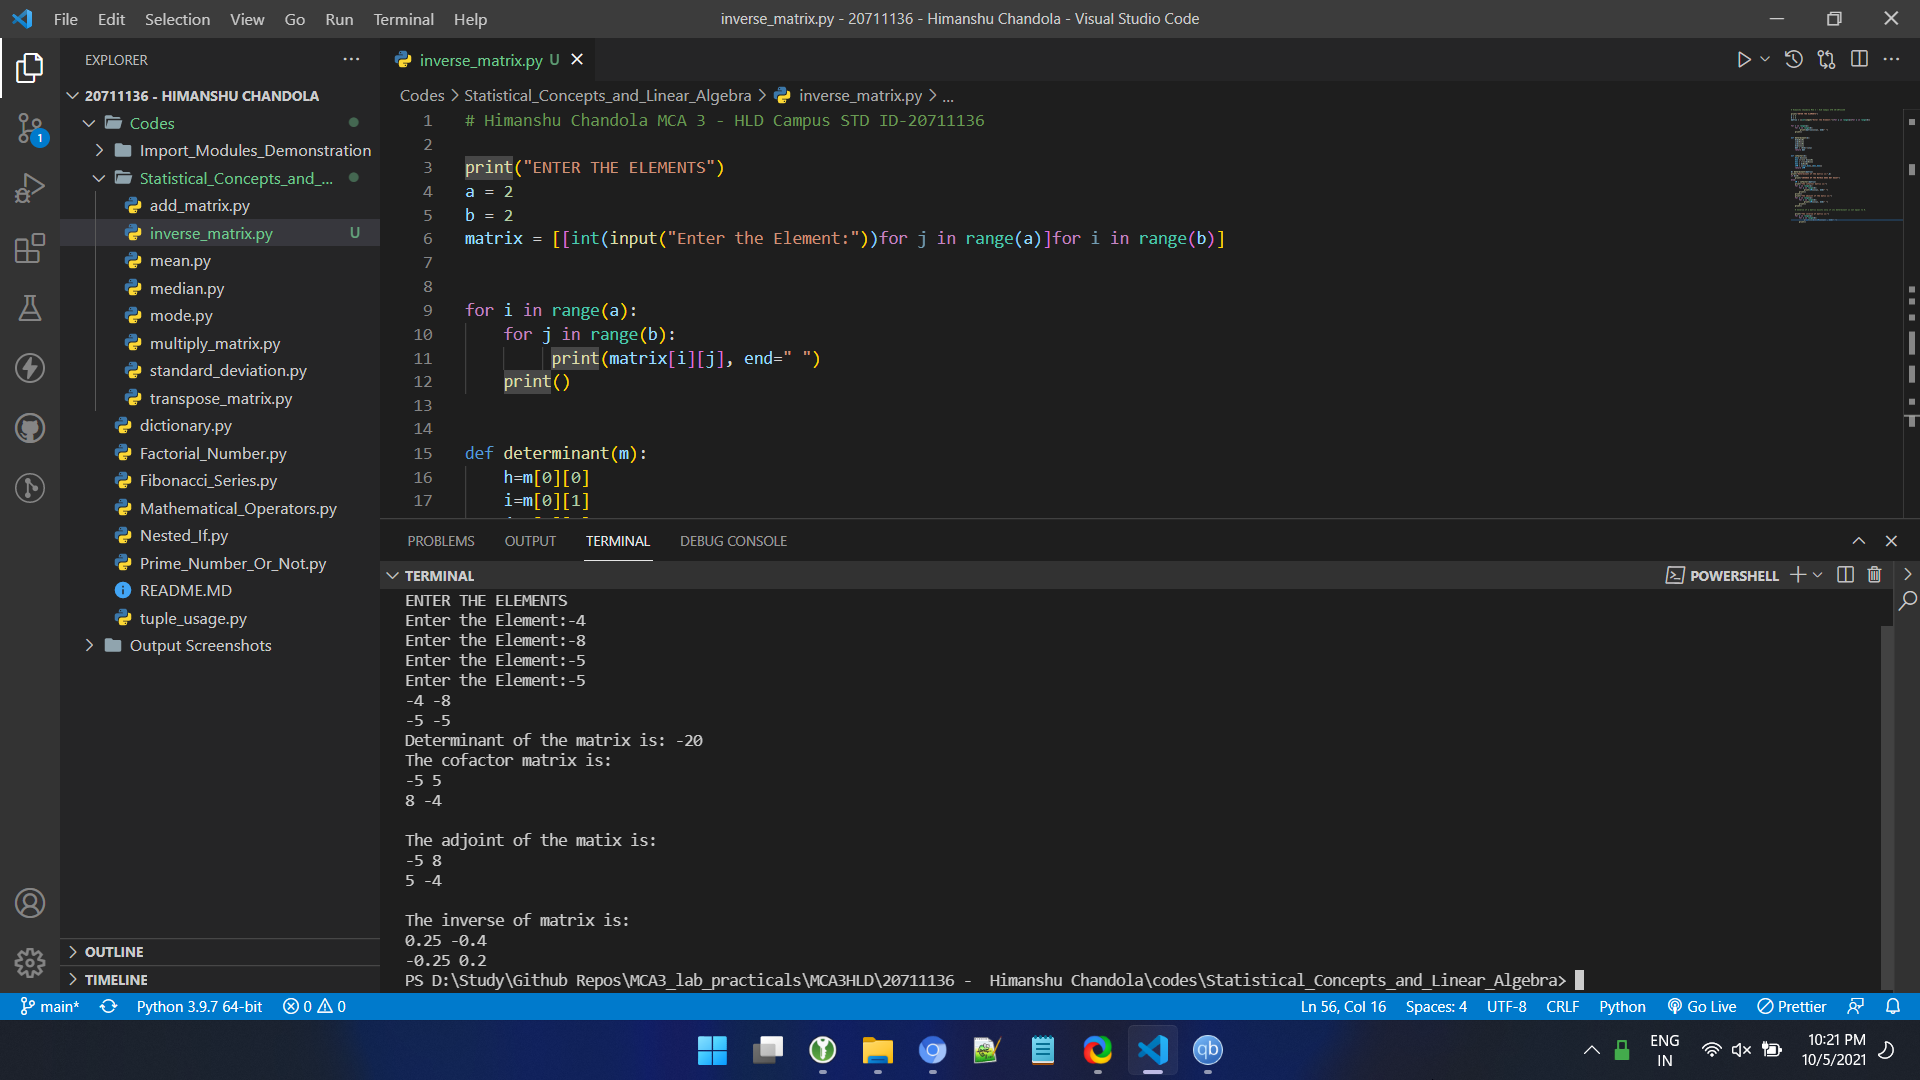 File Edit Selection View Go Run Terminal Help
inverse_matrix.py - 20711136 - Himanshu Chandola - Visual Studio Code
EXPLORER
20711136 - HIMANSHU CHANDOLA
Codes
Import_Modules_Demonstration
Statistical_Concepts_and_...
add_matrix.py
inverse_matrix.py U
mean.py
median.py
mode.py
multiply_matrix.py
standard_deviation.py
transpose_matrix.py
dictionary.py
Factorial_Number.py
Fibonacci_Series.py
Mathematical_Operators.py
Nested_If.py
Prime_Number_Or_Not.py
README.MD
tuple_usage.py
Output Screenshots
OUTLINE
TIMELINE
1
inverse_matrix.py U
Codes > Statistical_Concepts_and_Linear_Algebra > inverse_matrix.py > ...
1 # Himanshu Chandola MCA 3 - HLD Campus STD ID-20711136
2
3 print("ENTER THE ELEMENTS")
4 a = 2
5 b = 2
6 matrix = [[int(input("Enter the Element:"))for j in range(a)]for i in range(b)]
7
8
9 for i in range(a):
10 for j in range(b):
11 print(matrix[i][j], end=" ")
12 print()
13
14
15 def determinant(m):
16 h=m[0][0]
17 i=m[0][1]
PROBLEMS OUTPUT TERMINAL DEBUG CONSOLE
TERMINAL
POWERSHELL
ENTER THE ELEMENTS
Enter the Element:-4
Enter the Element:-8
Enter the Element:-5
Enter the Element:-5
-4 -8
-5 -5
Determinant of the matrix is: -20
The cofactor matrix is:
-5 5
8 -4
The adjoint of the matix is:
-5 8
5 -4
The inverse of matrix is:
0.25 -0.4
-0.25 0.2
PS D:\Study\Github Repos\MCA3_lab_practicals\MCA3HLD\20711136 -  Himanshu Chandola\codes\Statistical_Concepts_and_Linear_Algebra>
main* Python 3.9.7 64-bit 0 0
Ln 56, Col 16 Spaces: 4 UTF-8 CRLF Python Go Live Prettier
qb
ENG
IN
10:21 PM
10/5/2021